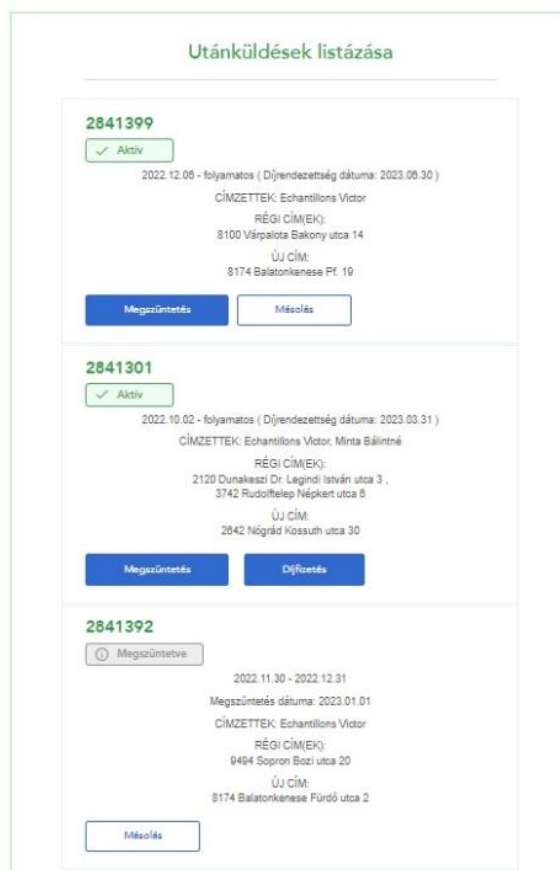 Utánküldések listázása
2841399
Aktív
2022.12.06 - folyamatos ( Díjrendezettség dátuma: 2023.06.30 )
CÍMZETTEK: Echantillons Victor
RÉGI CÍM(EK):
8100 Várpalota Bakony utca 14
ÚJ CÍM:
8174 Balatonkenese Pf. 19
Megszüntetés
Másolás
2841301
Aktív
2022.10.02 - folyamatos ( Díjrendezettség dátuma: 2023.03.31 )
CÍMZETTEK: Echantillons Victor, Minta Bálintné
RÉGI CÍM(EK):
2120 Dunakeszi Dr. Legindi István utca 3 ,
3742 Rudolftelep Népkert utca 8
ÚJ CÍM:
2642 Nógrád Kossuth utca 30
Megszüntetés
Díjfizetés
2841392
Megszüntetve
2022.11.30 - 2022.12.31
Megszüntetés dátuma: 2023.01.01
CÍMZETTEK: Echantillons Victor
RÉGI CÍM(EK):
9494 Sopron Bozi utca 20
ÚJ CÍM:
8174 Balatonkenese Fürdő utca 2
Másolás